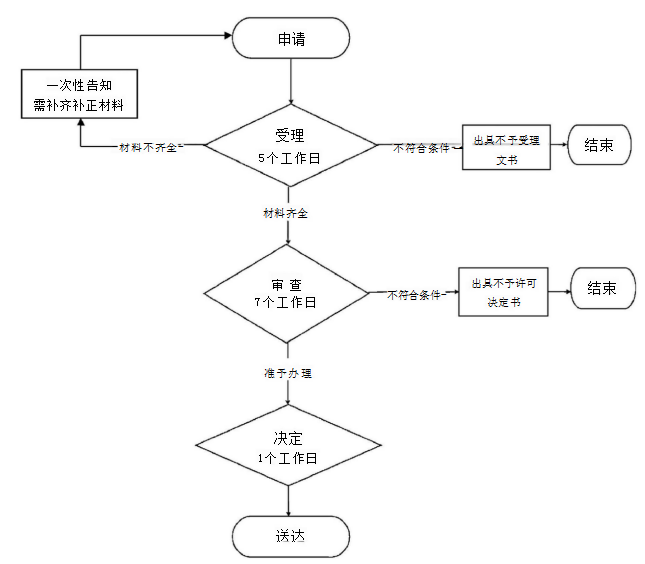 申请
一次性告知
需补齐补正材料
受理
5个工作日
材料不齐全
不符合条件
出具不予受理
文书
结束
材料齐全
审查
7个工作日
不符合条件
出具不予许可
决定书
结束
准予办理
决定
1个工作日
送达